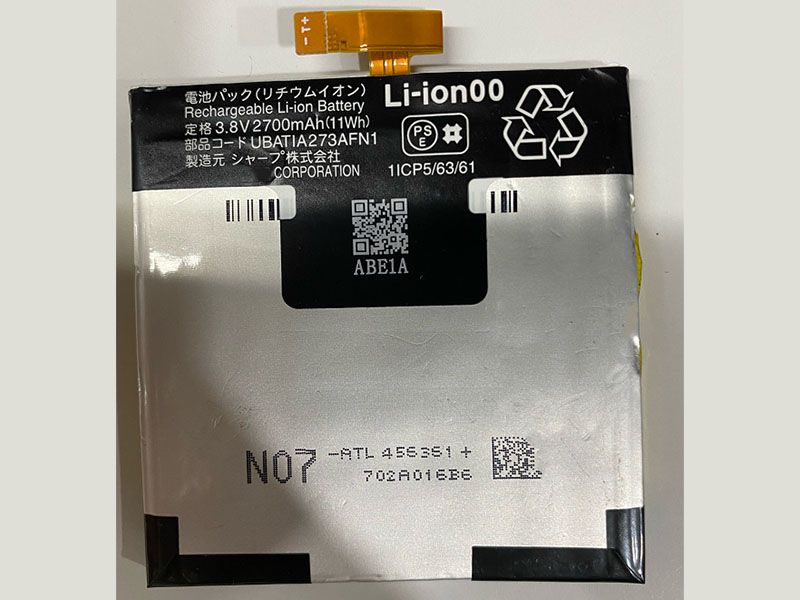 - T +
電池パック(リチウムイオン)
Rechargeable Li-ion Battery
定格 3.8V 2700mAh(11Wh)
部品コード UBATIA273AFN1
製造元 シャープ株式会社
CORPORATION
Li-ion00
PS
E
1ICP5/63/61
ABE1A
N07
-ATL 456361 +
702A016B6